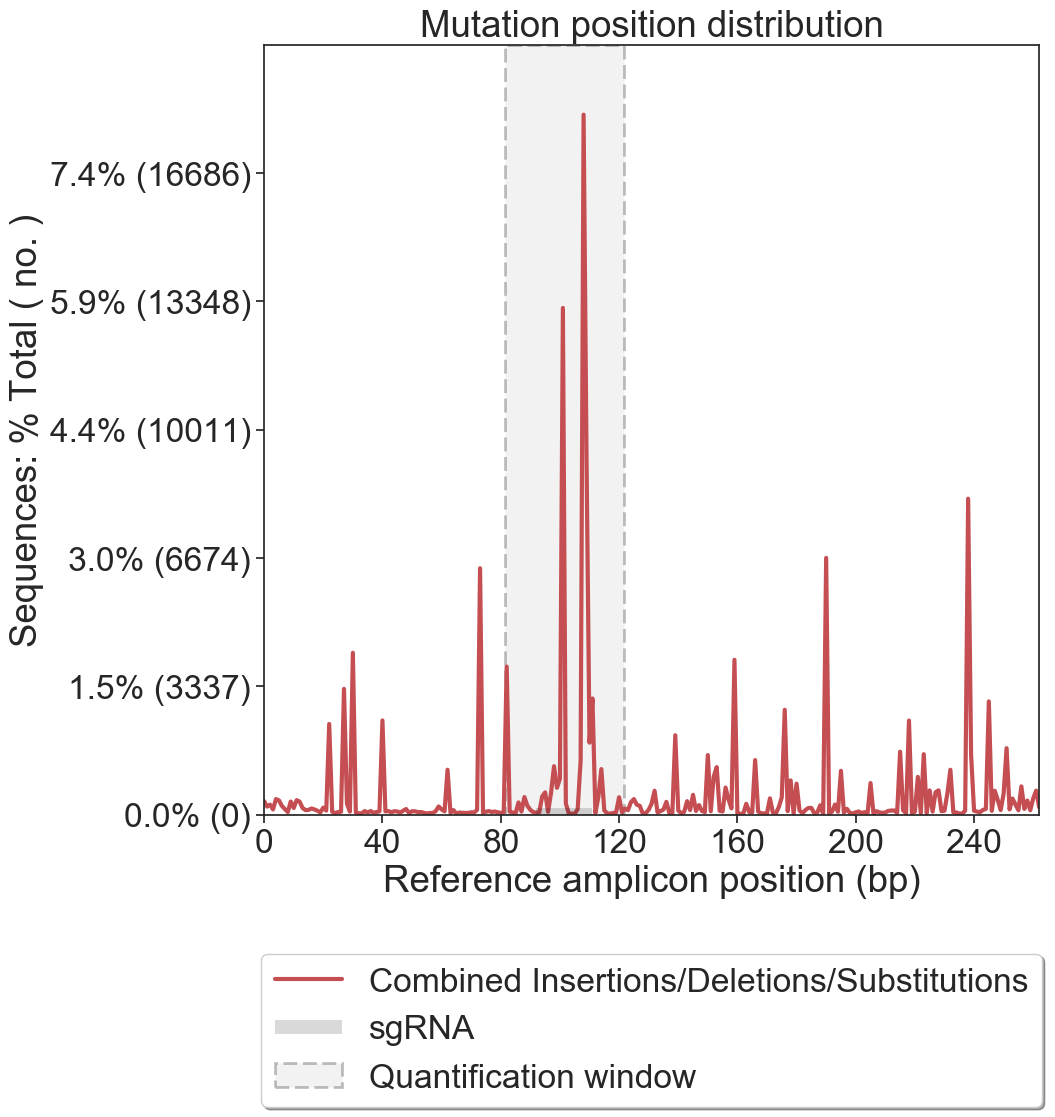 Mutation position distribution
Sequences: % Total ( no. )
7.4% (16686)
5.9% (13348)
4.4% (10011)
3.0% (6674)
1.5% (3337)
0.0% (0)
0 40 80 120 160 200 240
Reference amplicon position (bp)
Combined Insertions/Deletions/Substitutions
sgRNA
Quantification window